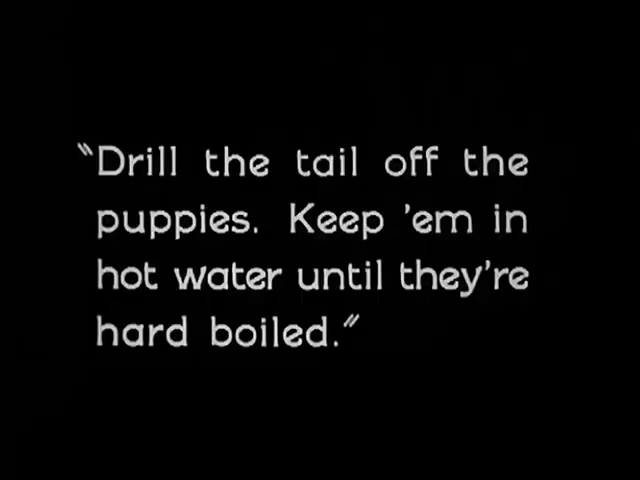 “Drill the tail off the
puppies. Keep ’em in
hot water until they’re
hard boiled.”